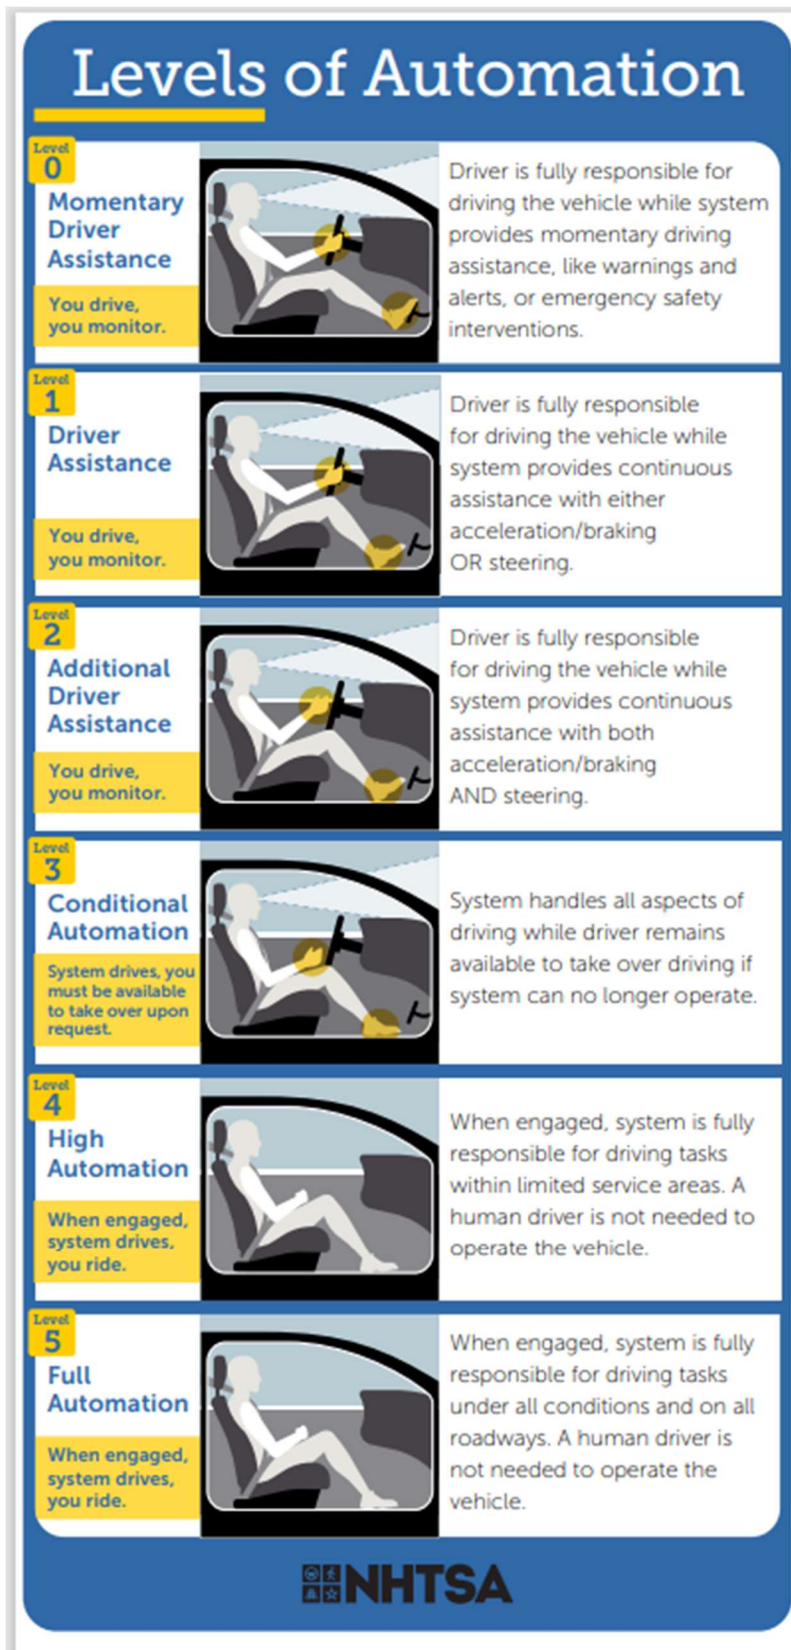 Levels of Automation
Level
0
Momentary
Driver
Assistance
You drive,
you monitor.
Driver is fully responsible for
driving the vehicle while system
provides momentary driving
assistance, like warnings and
alerts, or emergency safety
interventions.
Level
1
Driver
Assistance
You drive,
you monitor.
Driver is fully responsible
for driving the vehicle while
system provides continuous
assistance with either
acceleration/braking
OR steering.
Level
2
Additional
Driver
Assistance
You drive,
you monitor.
Driver is fully responsible
for driving the vehicle while
system provides continuous
assistance with both
acceleration/braking
AND steering.
Level
3
Conditional
Automation
System drives, you
must be available
to take over upon
request.
System handles all aspects of
driving while driver remains
available to take over driving if
system can no longer operate.
Level
4
High
Automation
When engaged,
system drives,
you ride.
When engaged, system is fully
responsible for driving tasks
within limited service areas. A
human driver is not needed to
operate the vehicle.
Level
5
Full
Automation
When engaged,
system drives,
you ride.
When engaged, system is fully
responsible for driving tasks
under all conditions and on all
roadways. A human driver is
not needed to operate the
vehicle.
NHTSA